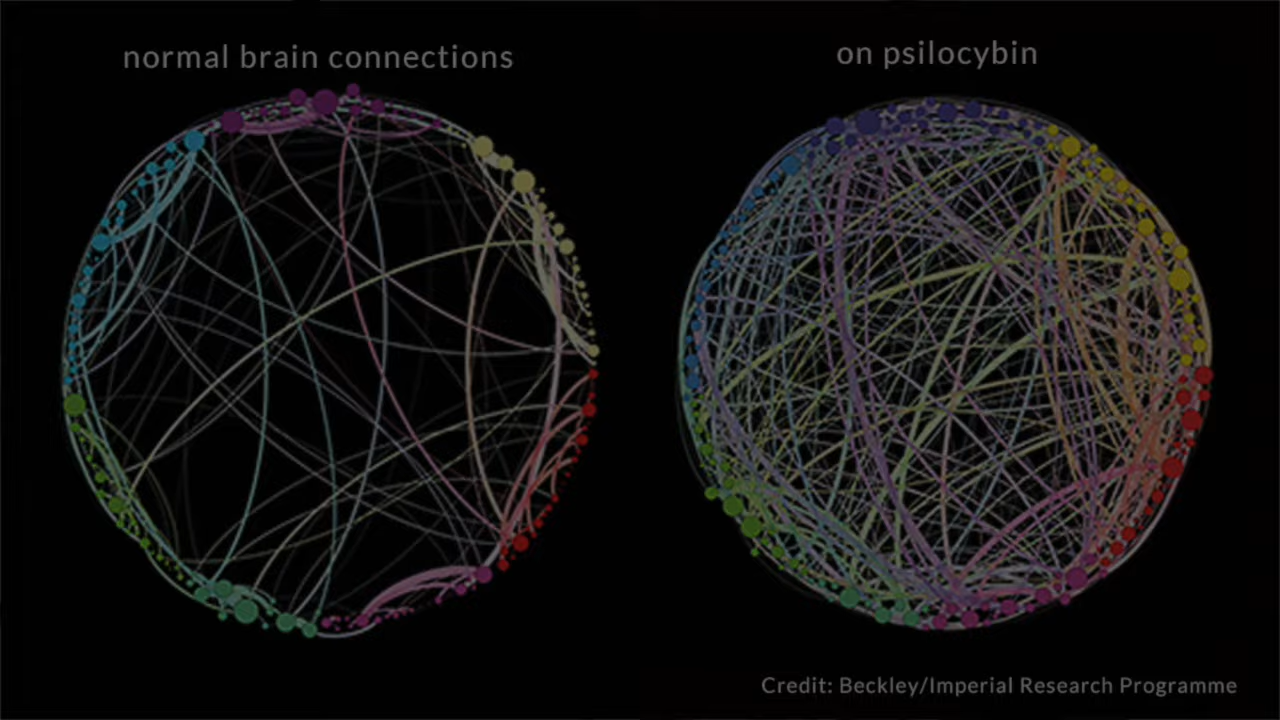 normal brain connections
on psilocybin
Credit: Beckley/Imperial Research Programme